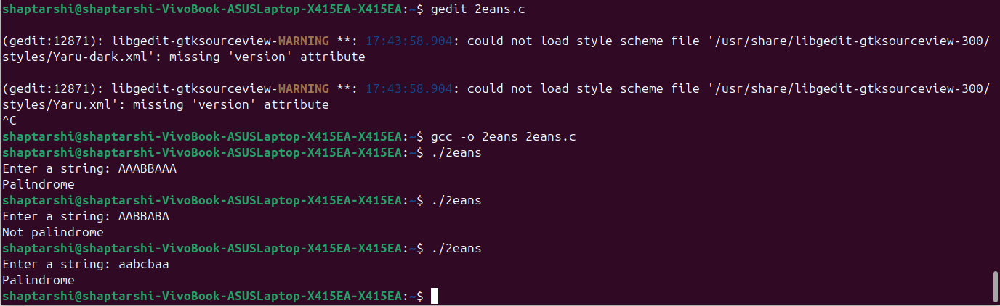 shaptarshi@shaptarshi-VivoBook-ASUSLaptop-X415EA-X415EA:~$ gedit 2eans.c

(gedit:12871): libgedit-gtksourceview-WARNING **: 17:43:58.904: could not load style scheme file '/usr/share/libgedit-gtksourceview-300/
styles/Yaru-dark.xml': missing 'version' attribute

(gedit:12871): libgedit-gtksourceview-WARNING **: 17:43:58.904: could not load style scheme file '/usr/share/libgedit-gtksourceview-300/
styles/Yaru.xml': missing 'version' attribute
^C
shaptarshi@shaptarshi-VivoBook-ASUSLaptop-X415EA-X415EA:~$ gcc -o 2eans 2eans.c
shaptarshi@shaptarshi-VivoBook-ASUSLaptop-X415EA-X415EA:~$ ./2eans
Enter a string: AAABBAAA
Palindrome
shaptarshi@shaptarshi-VivoBook-ASUSLaptop-X415EA-X415EA:~$ ./2eans
Enter a string: AABBABA
Not palindrome
shaptarshi@shaptarshi-VivoBook-ASUSLaptop-X415EA-X415EA:~$ ./2eans
Enter a string: aabcbaa
Palindrome
shaptarshi@shaptarshi-VivoBook-ASUSLaptop-X415EA-X415EA:~$